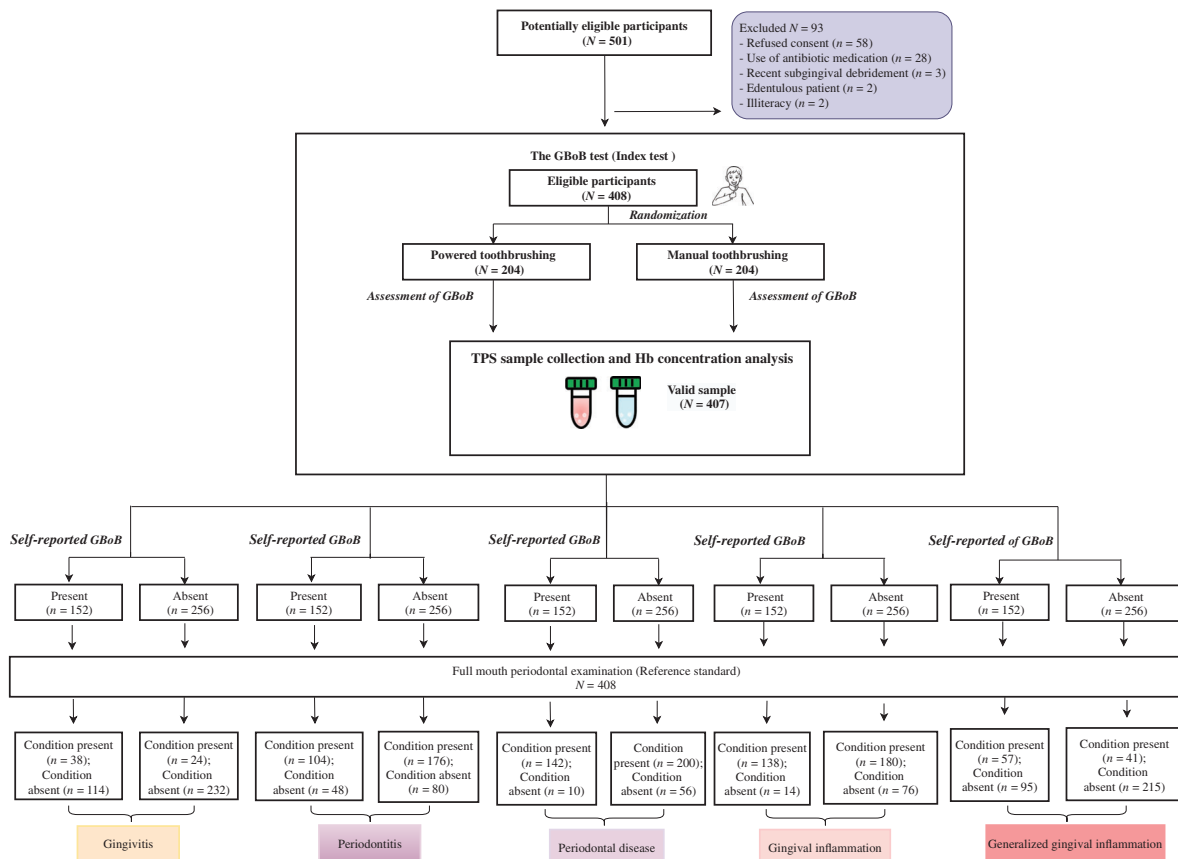 Potentially eligible participants
(N = 501)
Excluded N = 93
- Refused consent (n = 58)
- Use of antibiotic medication (n = 28)
- Recent subgingival debridement (n = 3)
- Edentulous patient (n = 2)
- Illiteracy (n = 2)
The GBoB test (Index test )
Eligible participants
(N = 408)
Randomization
Powered toothbrushing
(N = 204)
Manual toothbrushing
(N = 204)
Assessment of GBoB
Assessment of GBoB
TPS sample collection and Hb concentration analysis
Valid sample
(N = 407)
Self-reported GBoB
Self-reported GBoB
Self-reported GBoB
Self-reported GBoB
Self-reported of GBoB
Present
(n = 152)
Absent
(n = 256)
Present
(n = 152)
Absent
(n = 256)
Present
(n = 152)
Absent
(n = 256)
Present
(n = 152)
Absent
(n = 256)
Present
(n = 152)
Absent
(n = 256)
Full mouth periodontal examination (Reference standard)
N = 408
Condition present
(n = 38);
Condition
absent (n = 114)
Condition present
(n = 24);
Condition
absent (n = 232)
Condition present
(n = 104);
Condition
absent (n = 48)
Condition present
(n = 176);
Condition absent
(n = 80)
Condition present
(n = 142);
Condition
absent (n = 10)
Condition
present (n = 200);
Condition
absent (n = 56)
Condition present
(n = 138);
Condition
absent (n = 14)
Condition present
(n = 180);
Condition
absent (n = 76)
Condition present
(n = 57);
Condition
absent (n = 95)
Condition present
(n = 41);
Condition
absent (n = 215)
Gingivitis
Periodontitis
Periodontal disease
Gingival inflammation
Generalized gingival inflammation